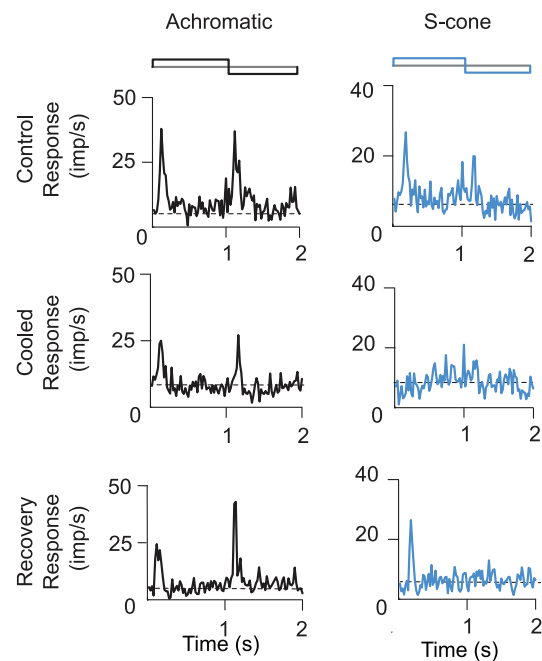 Achromatic
S-cone
Control
Response
(imp/s)
50
25
0
1
2
40
20
0
1
2
Cooled
Response
(imp/s)
50
25
0
1
2
40
20
0
1
2
Recovery
Response
(imp/s)
50
25
0
1
2
Time (s)
40
20
0
1
2
Time (s)